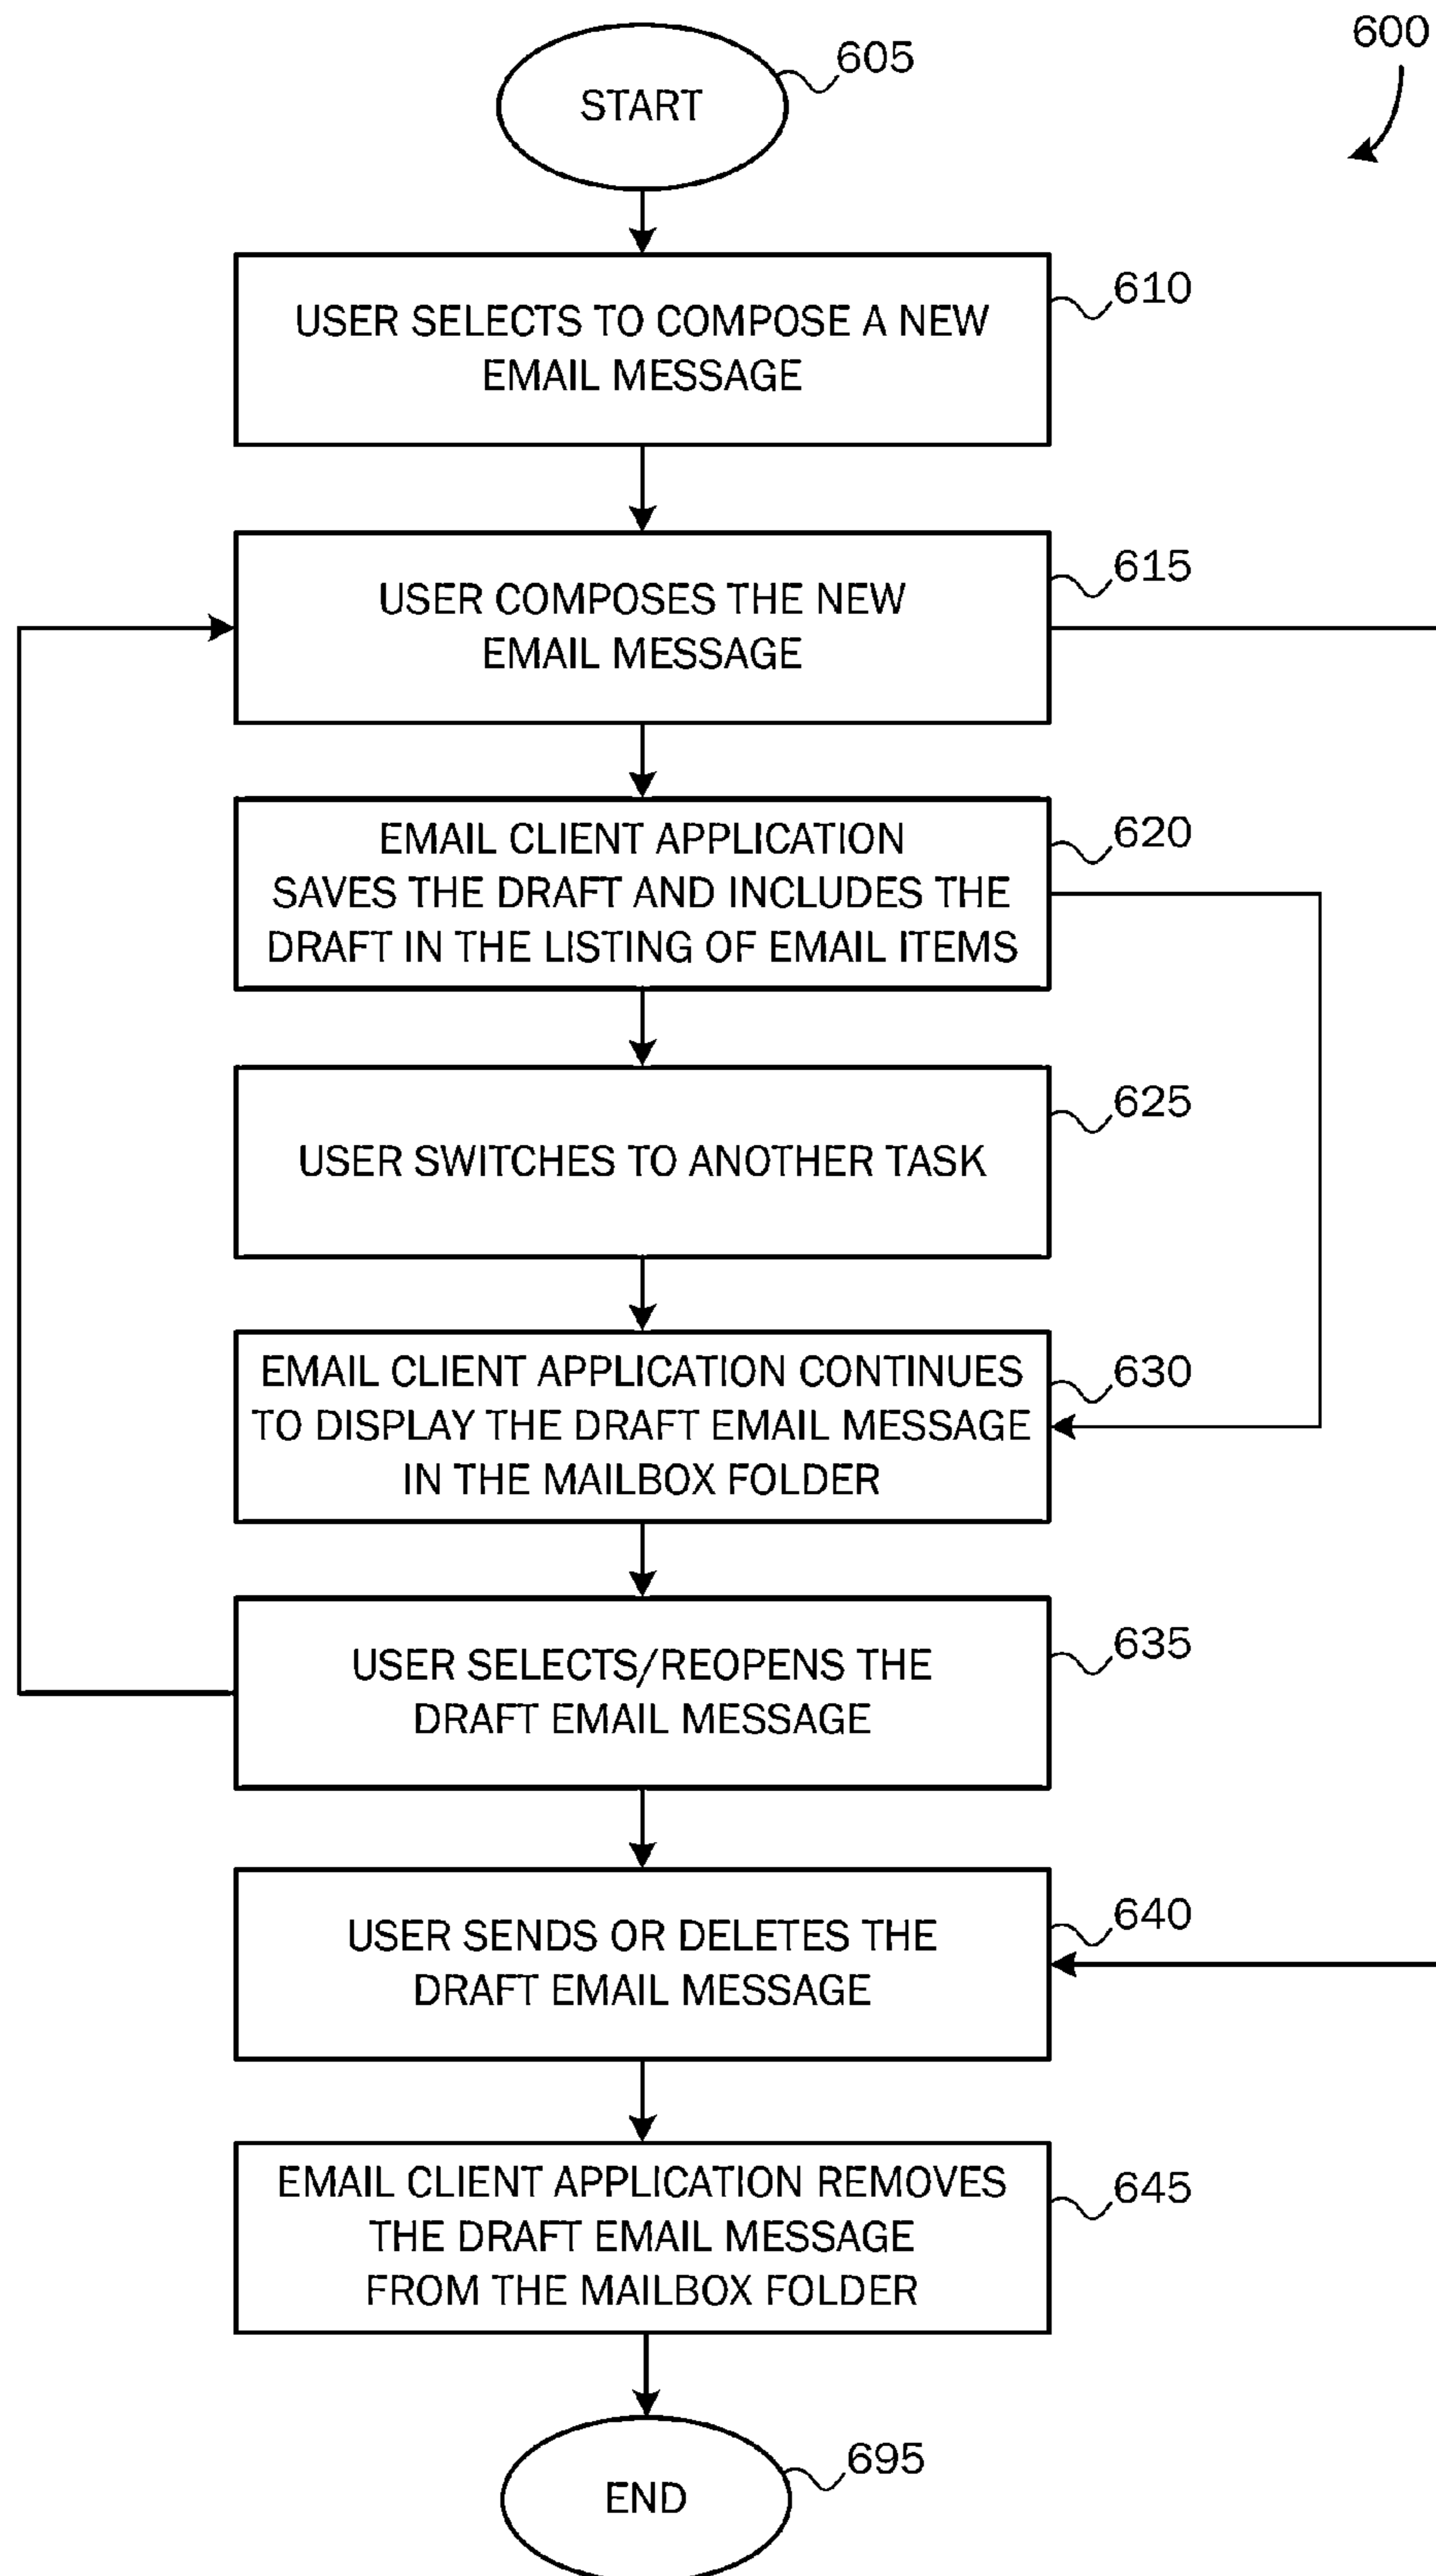 600
START
605
USER SELECTS TO COMPOSE A NEW
EMAIL MESSAGE
610
USER COMPOSES THE NEW
EMAIL MESSAGE
615
EMAIL CLIENT APPLICATION
SAVES THE DRAFT AND INCLUDES THE
DRAFT IN THE LISTING OF EMAIL ITEMS
620
USER SWITCHES TO ANOTHER TASK
625
EMAIL CLIENT APPLICATION CONTINUES
TO DISPLAY THE DRAFT EMAIL MESSAGE
IN THE MAILBOX FOLDER
630
USER SELECTS/REOPENS THE
DRAFT EMAIL MESSAGE
635
USER SENDS OR DELETES THE
DRAFT EMAIL MESSAGE
640
EMAIL CLIENT APPLICATION REMOVES
THE DRAFT EMAIL MESSAGE
FROM THE MAILBOX FOLDER
645
END
695